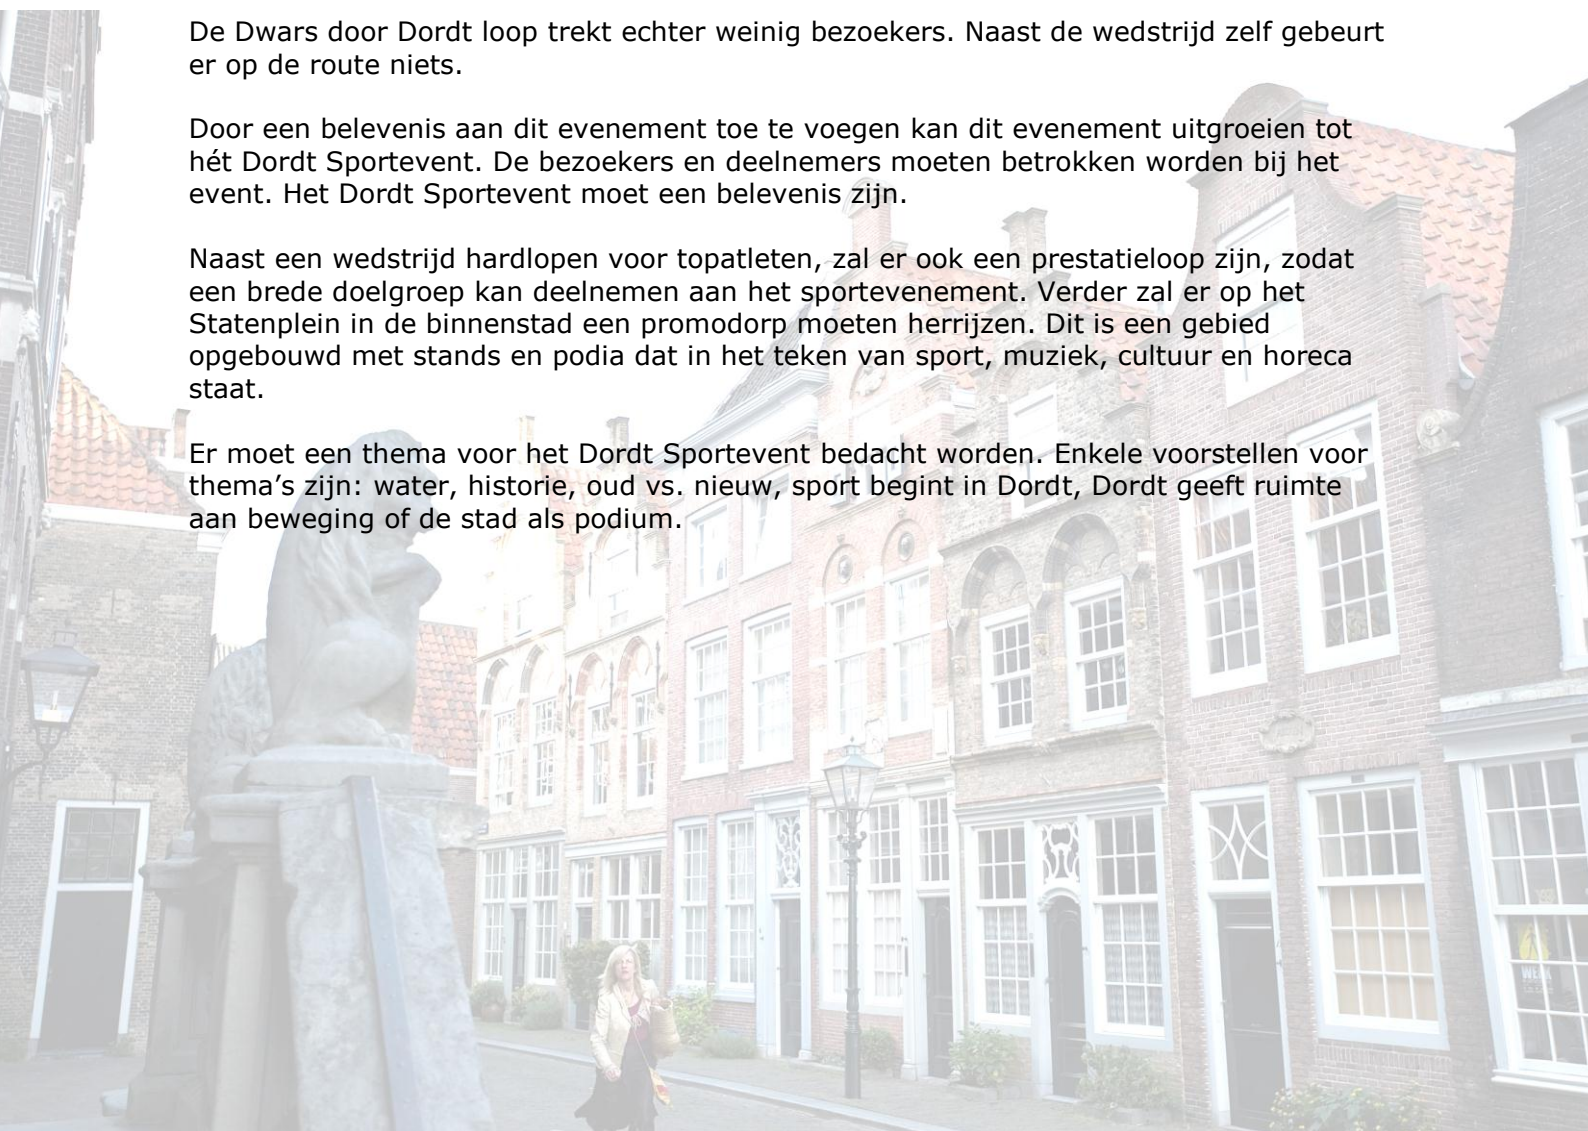 De Dwars door Dordt loop trekt echter weinig bezoekers. Naast de wedstrijd zelf gebeurt
er op de route niets.
Door een belevenis aan dit evenement toe te voegen kan dit evenement uitgroeien tot
hét Dordt Sportevent. De bezoekers en deelnemers moeten betrokken worden bij het
event. Het Dordt Sportevent moet een belevenis zijn.
Naast een wedstrijd hardlopen voor topatleten, zal er ook een prestatieloop zijn, zodat
een brede doelgroep kan deelnemen aan het sportevenement. Verder zal er op het
Statenplein in de binnenstad een promodorp moeten herrijzen. Dit is een gebied
opgebouwd met stands en podia dat in het teken van sport, muziek, cultuur en horeca
staat.
Er moet een thema voor het Dordt Sportevent bedacht worden. Enkele voorstellen voor
thema’s zijn: water, historie, oud vs. nieuw, sport begint in Dordt, Dordt geeft ruimte
aan beweging of de stad als podium.